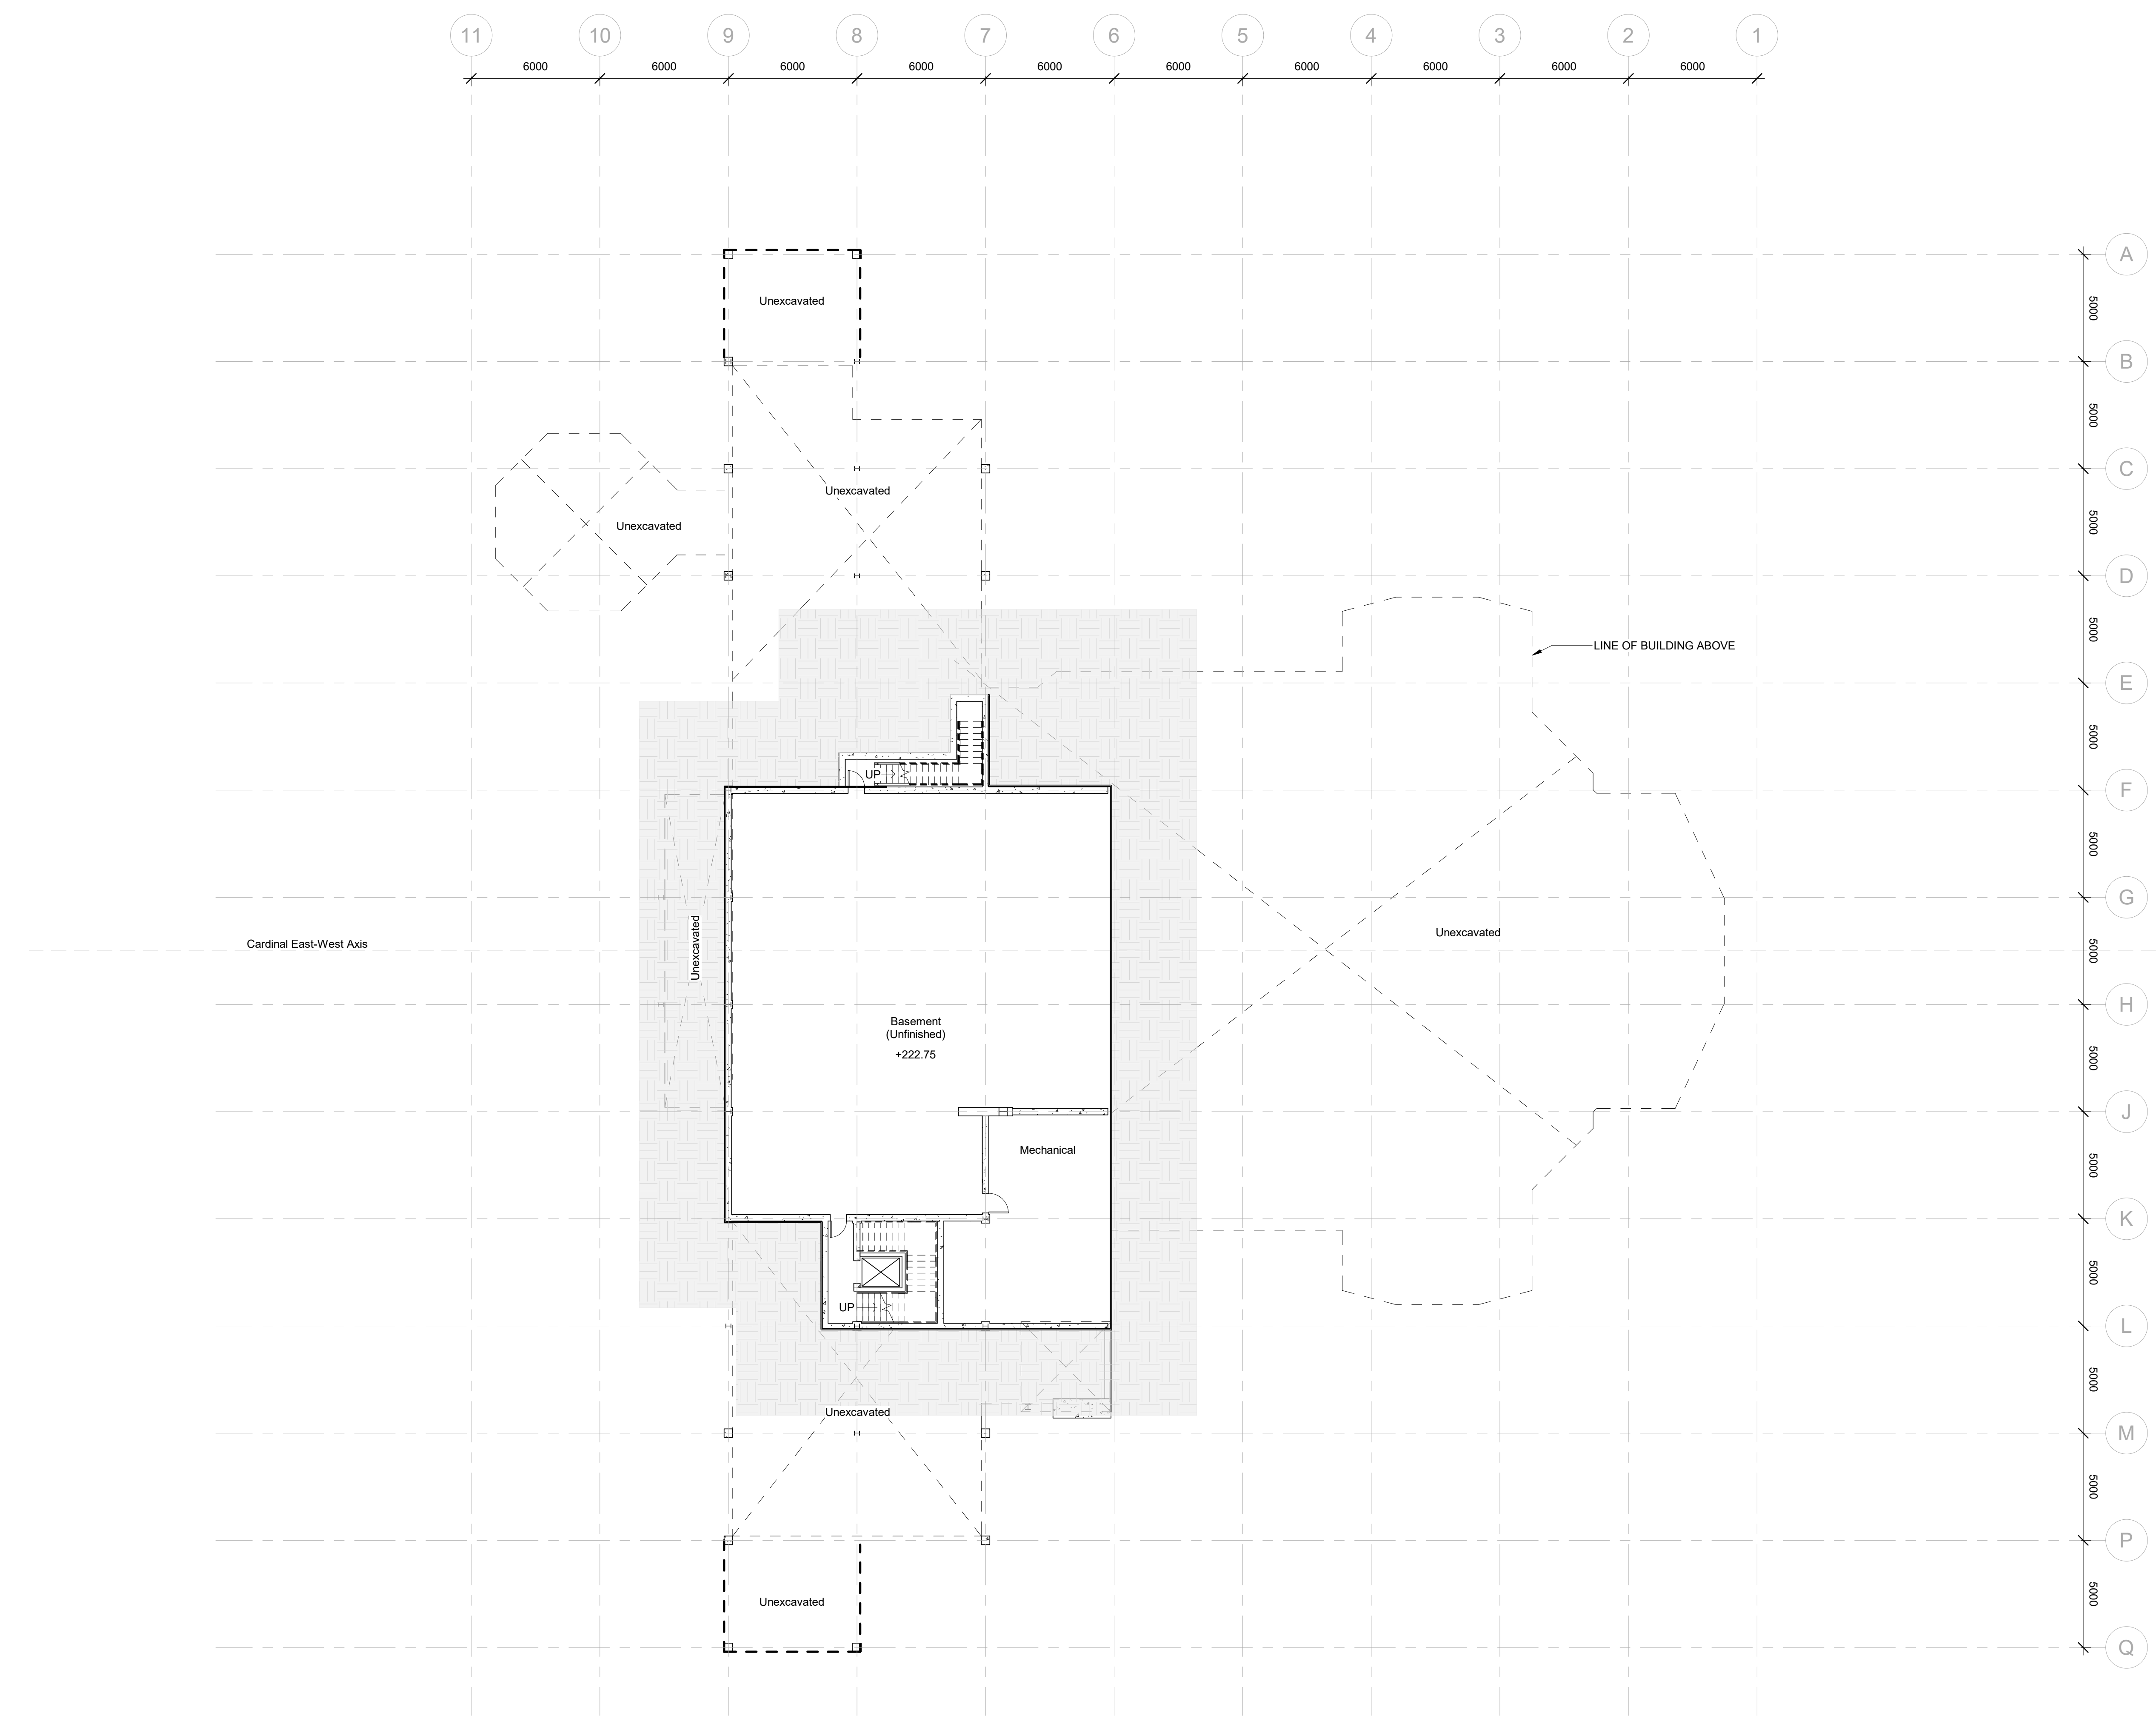 11 10 9 8 7 6 5 4 3 2 1
6000 6000 6000 6000 6000 6000 6000 6000 6000 6000
A
Unexcavated
5000
B
5000
C
Unexcavated
Unexcavated
5000
D
5000
LINE OF BUILDING ABOVE
E
5000
UP
F
5000
G
Unexcavated
Unexcavated
Cardinal East-West Axis
5000
H
Basement
(Unfinished)
+222.75
5000
J
Mechanical
5000
K
5000
UP
L
5000
Unexcavated
M
5000
P
Unexcavated
5000
Q